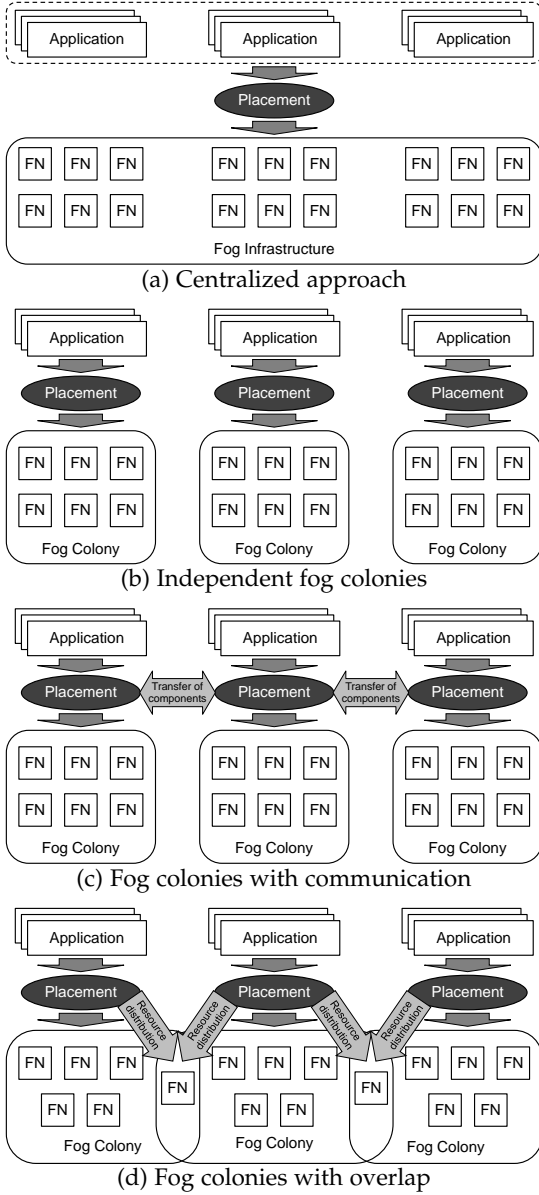 Application Application Application
Placement
FN FN FN FN FN FN FN FN FN
FN FN FN FN FN FN FN FN FN
Fog Infrastructure
(a) Centralized approach
Application Application Application
Placement Placement Placement
FN FN FN FN FN FN FN FN FN
FN FN FN FN FN FN FN FN FN
Fog Colony Fog Colony Fog Colony
(b) Independent fog colonies
Application Application Application
Placement Transfer of components Placement Transfer of components Placement
FN FN FN FN FN FN FN FN FN
FN FN FN FN FN FN FN FN FN
Fog Colony Fog Colony Fog Colony
(c) Fog colonies with communication
Application Application Application
Placement Placement Placement
Resource distribution Resource distribution Resource distribution Resource distribution
FN FN FN FN FN FN FN FN FN FN FN
FN FN FN FN FN FN
Fog Colony Fog Colony Fog Colony
(d) Fog colonies with overlap